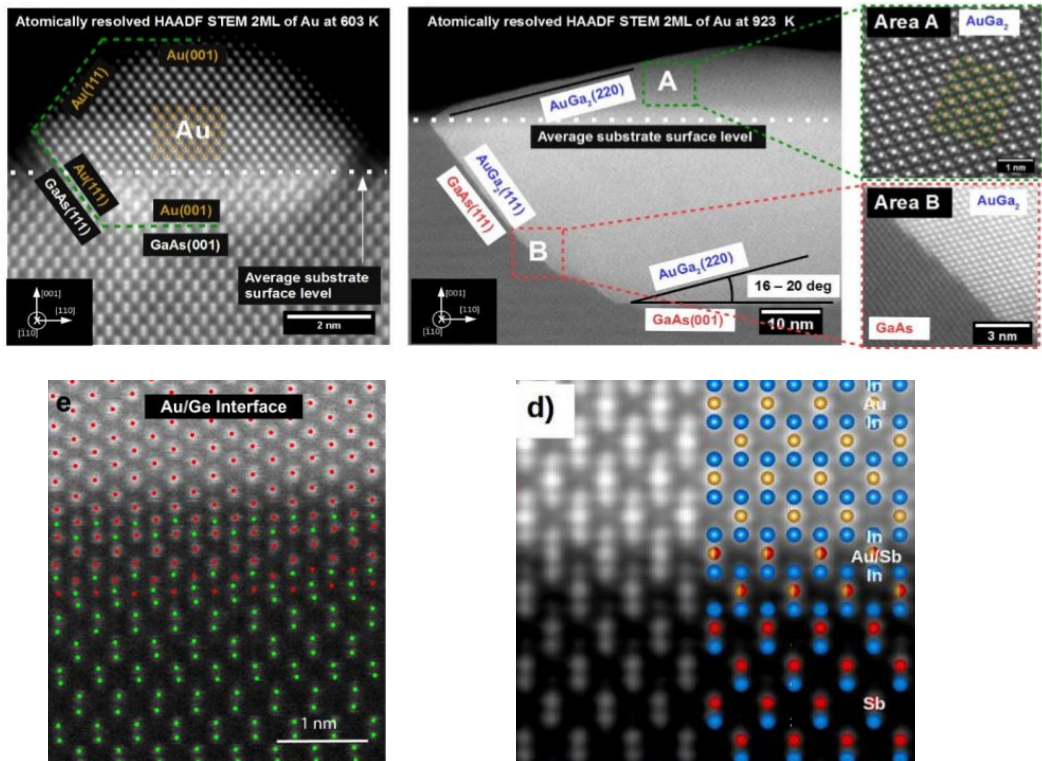 Atomically resolved HAADF STEM 2ML of Au at 603 K
Au(001)
Au(111)
Au
Au(111)
GaAs(111)
Au(001)
GaAs(001)
Average substrate
surface level
[001]
[110]
X
[1̄10]
2 nm
Atomically resolved HAADF STEM 2ML of Au at 923 K
A
AuGa₂(220)
Average substrate surface level
AuGa₂(111)
GaAs(111)
B
AuGa₂(220)
16 – 20 deg
GaAs(001)
[001]
[110]
X
[1̄10]
10 nm
Area A
AuGa₂
1 nm
Area B
AuGa₂
GaAs
3 nm
e
Au/Ge Interface
1 nm
d)
In
Au
In
In
Au/Sb
In
Sb